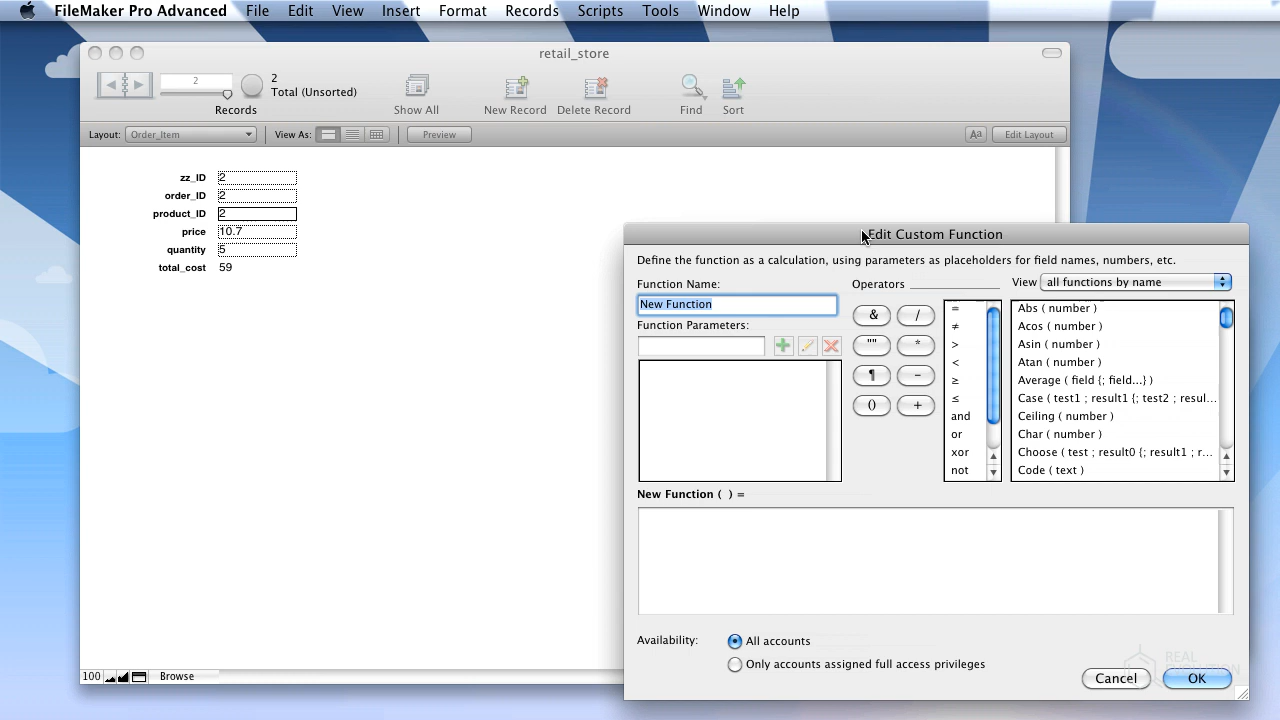 FileMaker Pro Advanced File Edit View Insert Format Records Scripts Tools Window Help
retail_store
2
2
Total (Unsorted)
Records
Show All
New Record
Delete Record
Find
Sort
Layout: Order_Item
View As:
Preview
Aa
Edit Layout
zz_ID 2
order_ID 2
product_ID 2
price 10.7
quantity 5
total_cost 59
100
Browse
Edit Custom Function
Define the function as a calculation, using parameters as placeholders for field names, numbers, etc.
Function Name:
New Function
Function Parameters:
Operators
& /
"" *
¶ -
() +
=
≠
>
<
≥
≤
and
or
xor
not
View all functions by name
Abs ( number )
Acos ( number )
Asin ( number )
Atan ( number )
Average ( field {; field...} )
Case ( test1 ; result1 {; test2 ; resul...
Ceiling ( number )
Char ( number )
Choose ( test ; result0 {; result1 ; r...
Code ( text )
New Function ( ) =
Availability:
All accounts
Only accounts assigned full access privileges
Cancel
OK